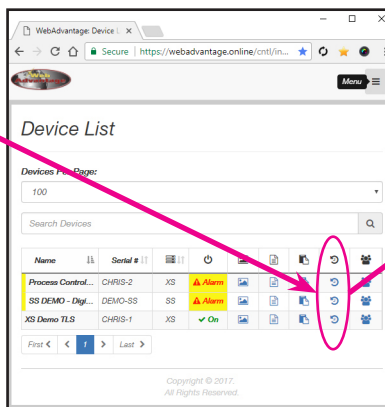 WebAdvantage: Device L
Secure | https://webadvantage.online/cntl/in...
Menu
Device List
Devices Per Page:
100
Search Devices
Name Serial #
Process Control... CHRIS-2 XS Alarm
SS DEMO - Digi... DEMO-SS SS Alarm
XS Demo TLS CHRIS-1 XS On
First 1 Last
Copyright © 2017.
All Rights Reserved.